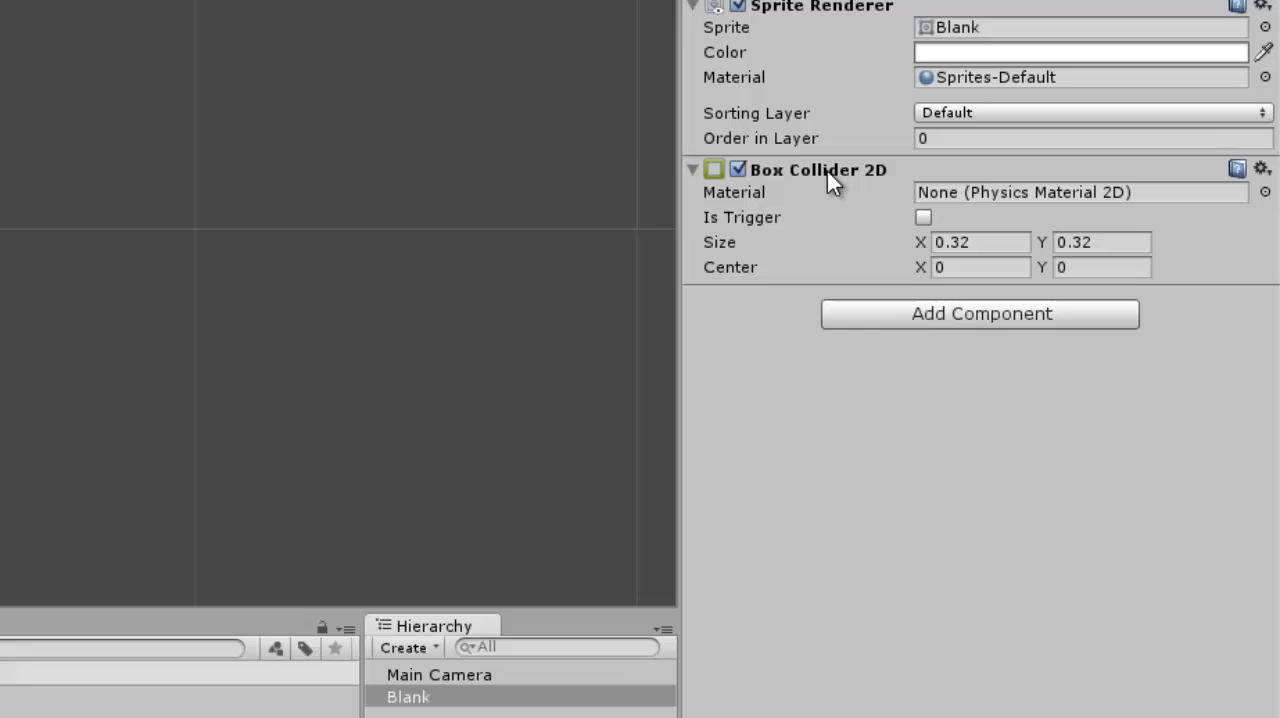 Sprite Renderer
Sprite Blank
Color
Material Sprites-Default
Sorting Layer Default
Order in Layer 0
Box Collider 2D
Material None (Physics Material 2D)
Is Trigger
Size X 0.32 Y 0.32
Center X 0 Y 0
Add Component
Hierarchy
Create All
Main Camera
Blank